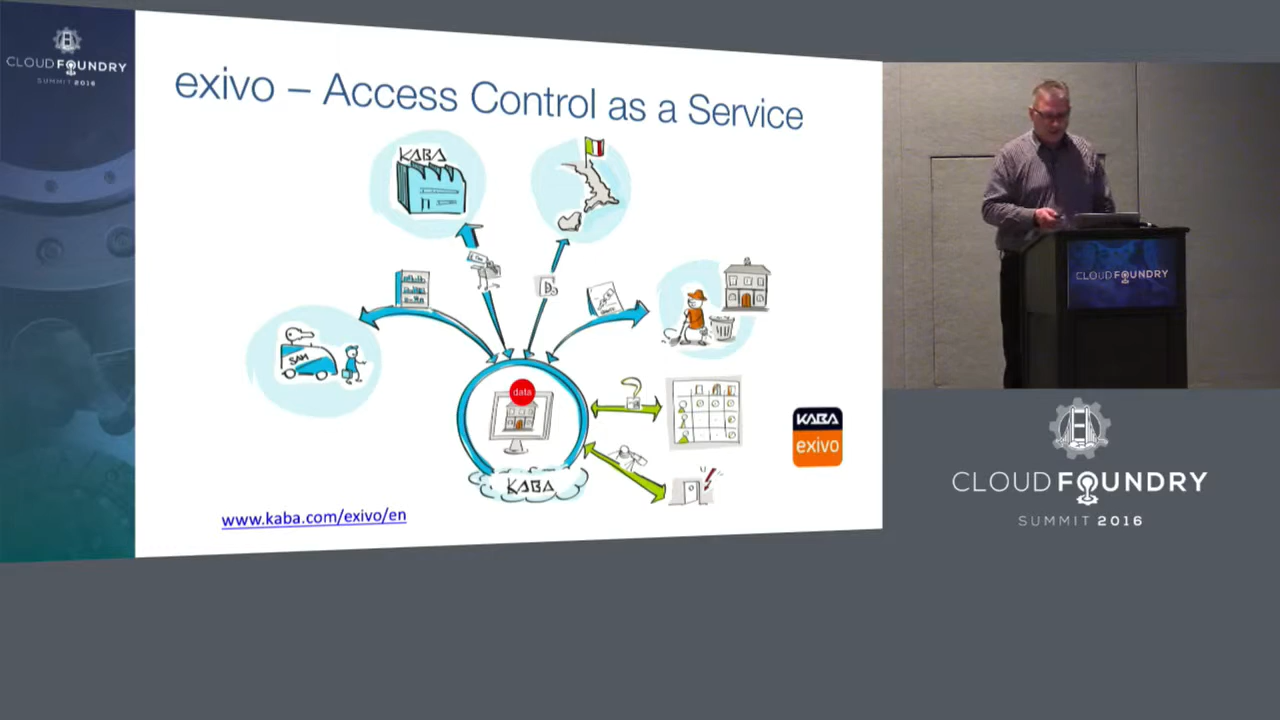 CLOUD FOUNDRY
SUMMIT 2016
exivo – Access Control as a Service
KABA
SAM
data
KABA
KABA
exivo
www.kaba.com/exivo/en
CLOUD FOUNDRY
CLOUD FOUNDRY
SUMMIT 2016